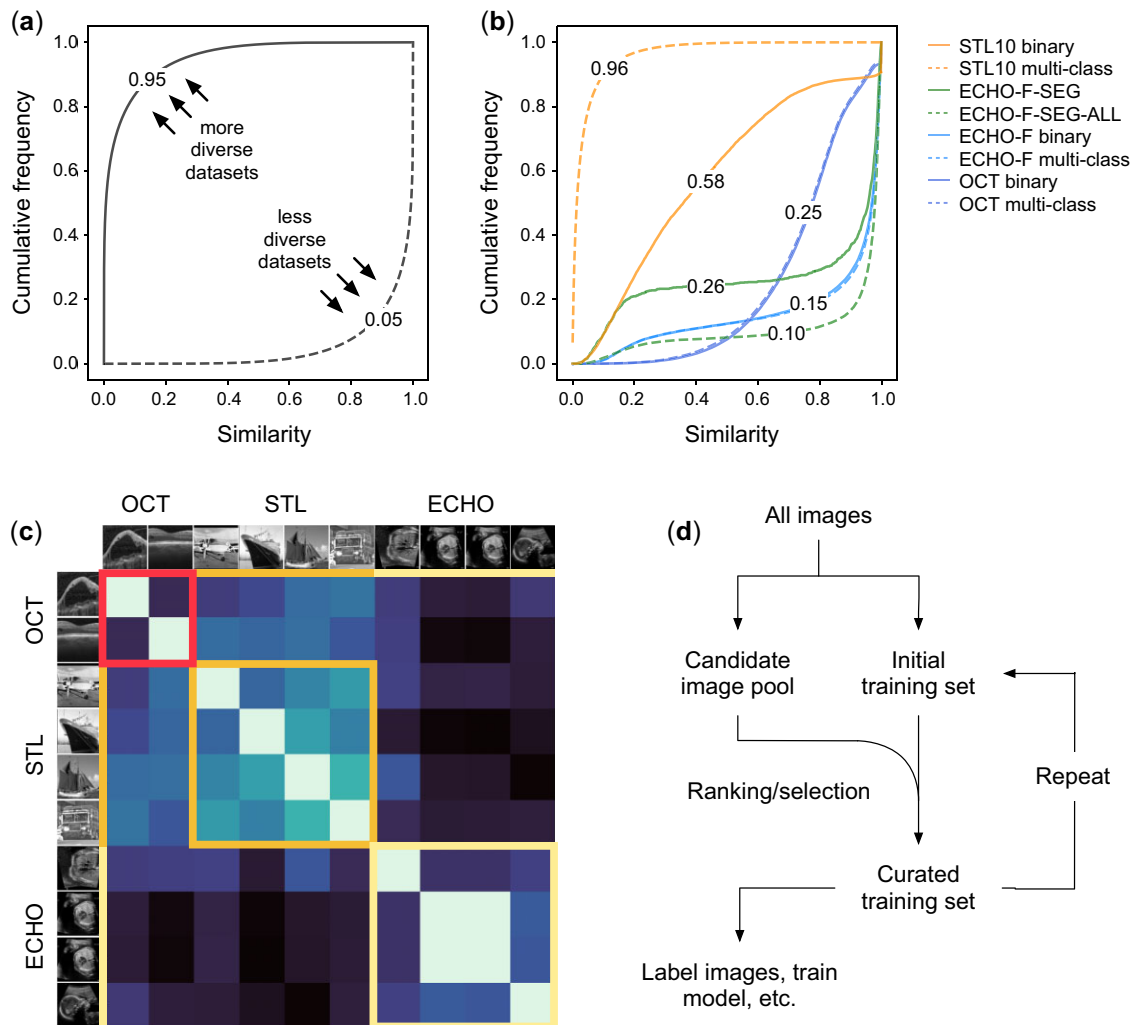 (a)
1.0
0.8
0.6
0.4
0.2
0.0
Cumulative frequency
0.95
more
diverse
datasets
less
diverse
datasets
0.05
0.0 0.2 0.4 0.6 0.8 1.0
Similarity
(b)
1.0
0.8
0.6
0.4
0.2
0.0
Cumulative frequency
0.96
0.58
0.25
0.26
0.15
0.10
0.0 0.2 0.4 0.6 0.8 1.0
Similarity
STL10 binary
STL10 multi-class
ECHO-F-SEG
ECHO-F-SEG-ALL
ECHO-F binary
ECHO-F multi-class
OCT binary
OCT multi-class
(c)
OCT STL ECHO
OCT
STL
ECHO
(d)
All images
Candidate
image pool
Initial
training set
Ranking/selection
Repeat
Curated
training set
Label images, train
model, etc.